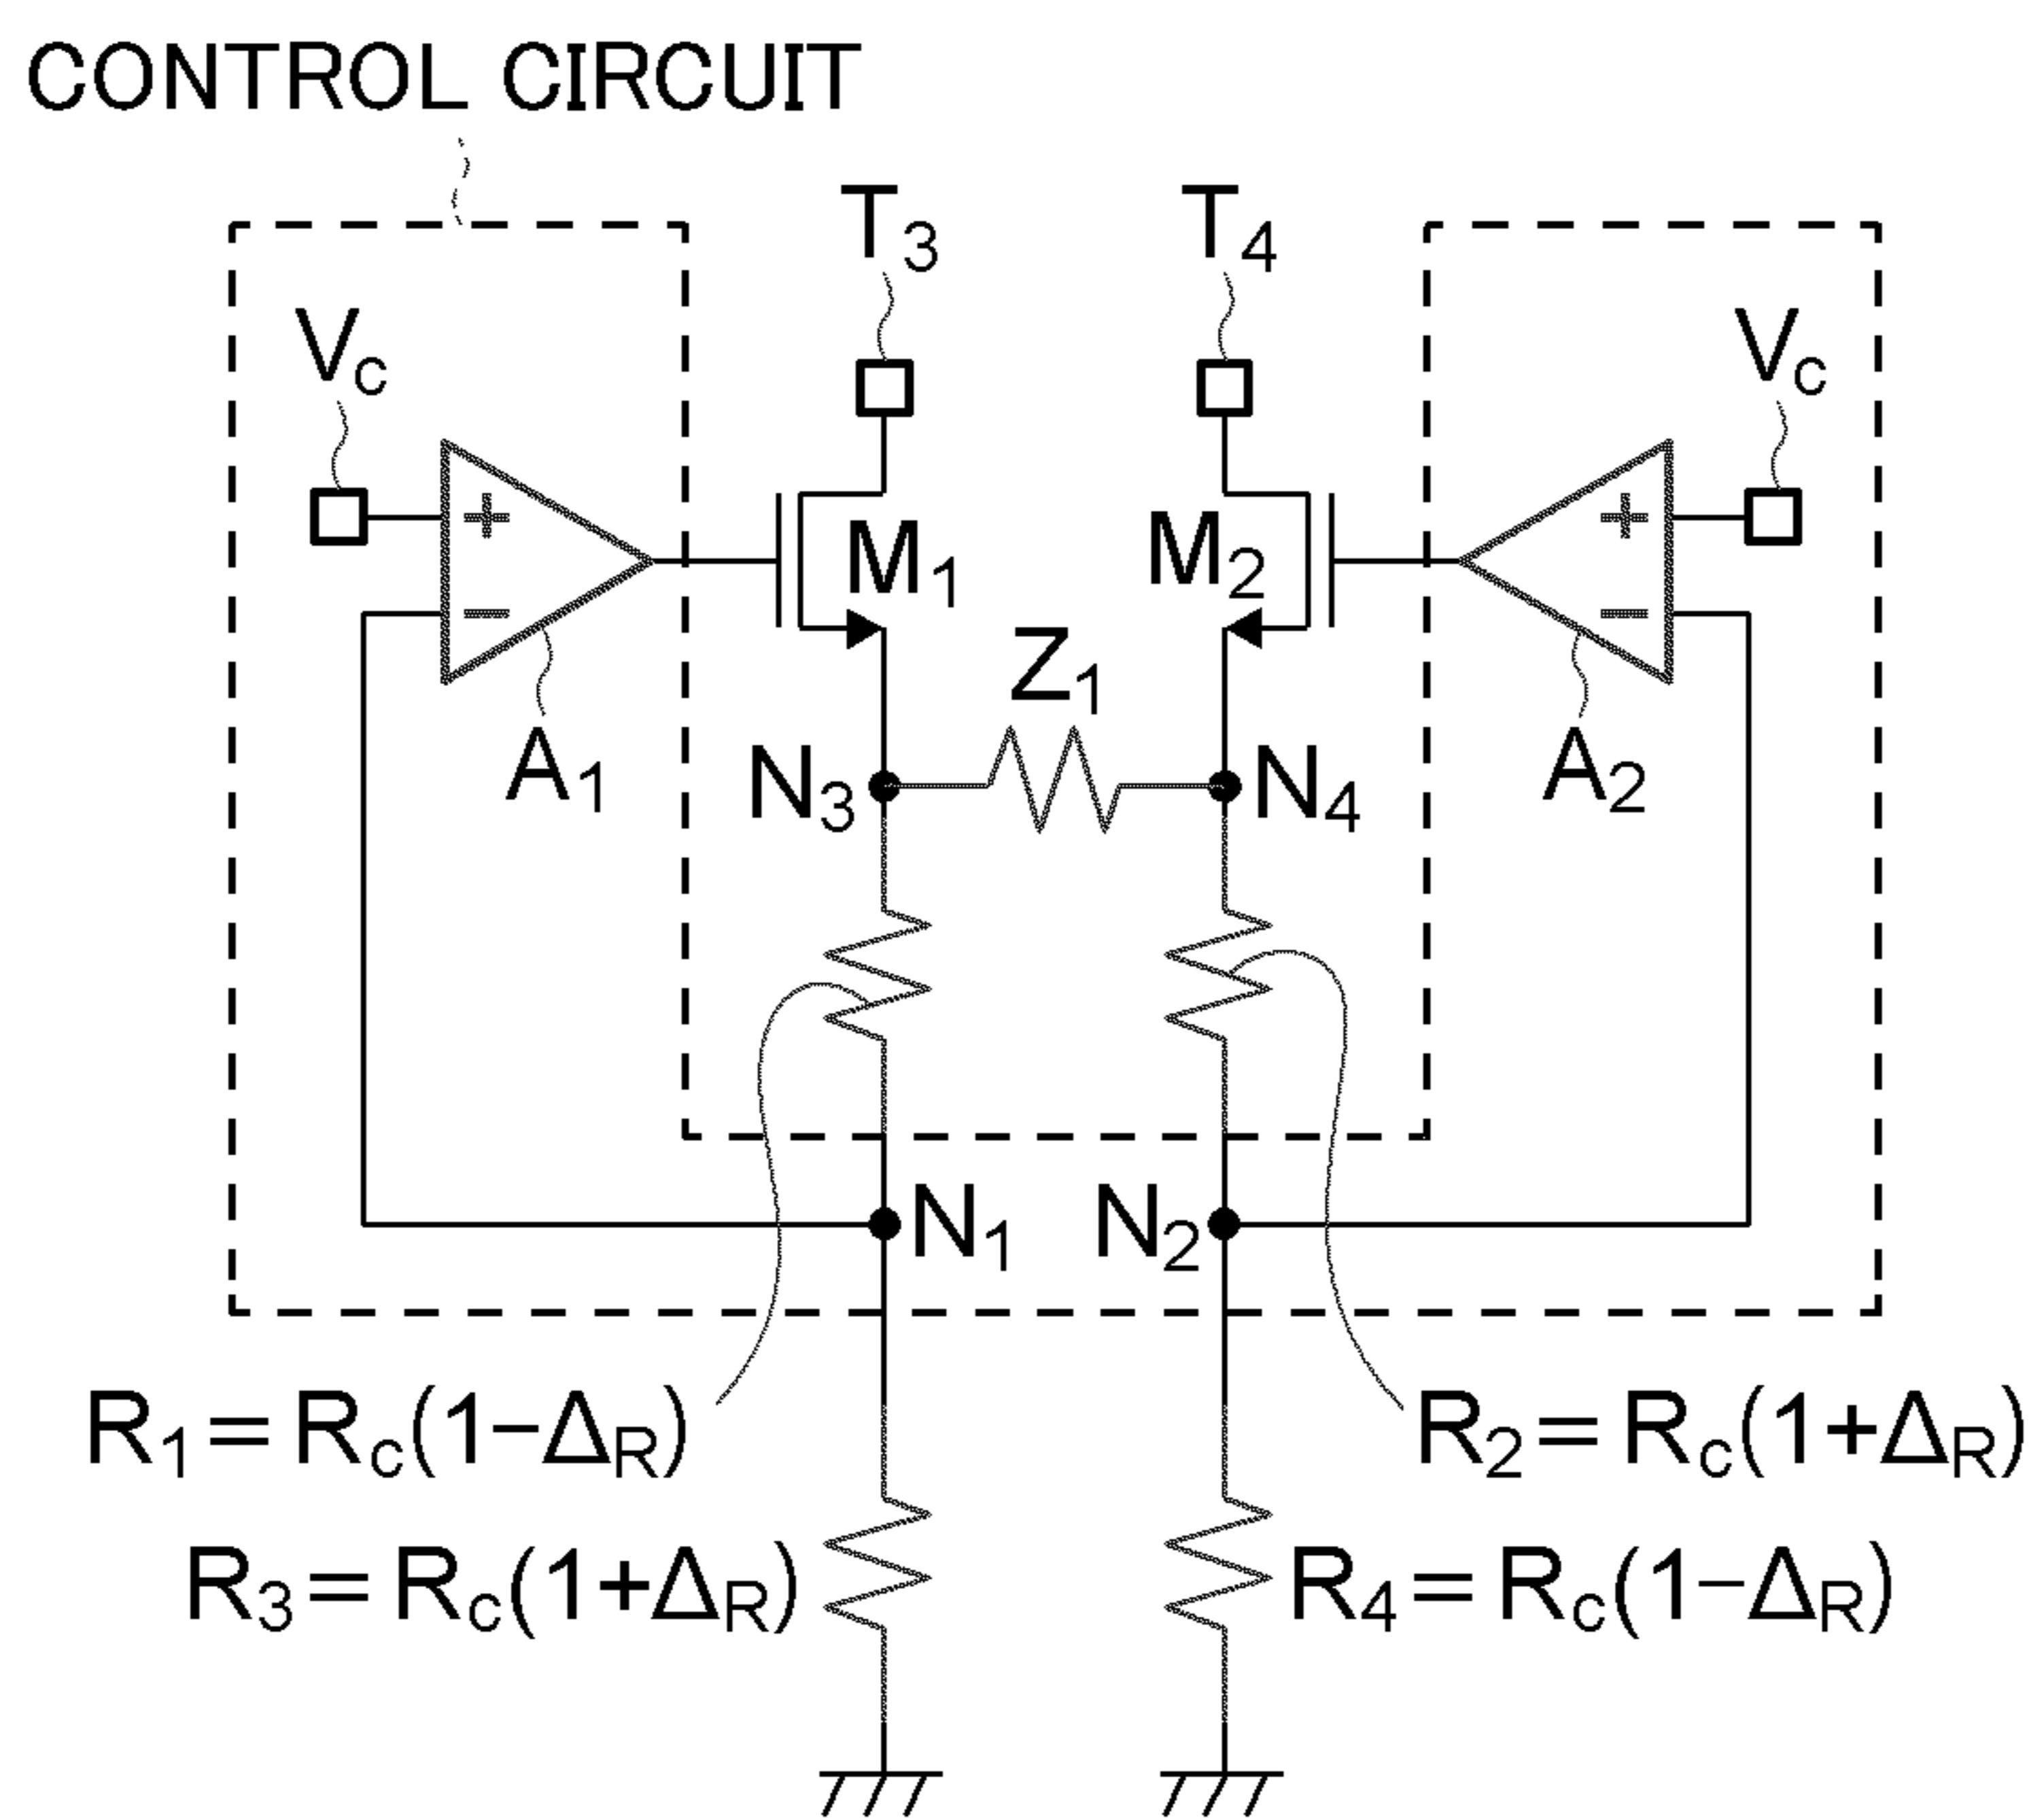 CONTROL CIRCUIT
T3 T4
VC VC
+ +
M1 M2
− −
Z1
A1 A2
N3 N4
N1 N2
R1=RC(1−ΔR) R2=RC(1+ΔR)
R3=RC(1+ΔR) R4=RC(1−ΔR)